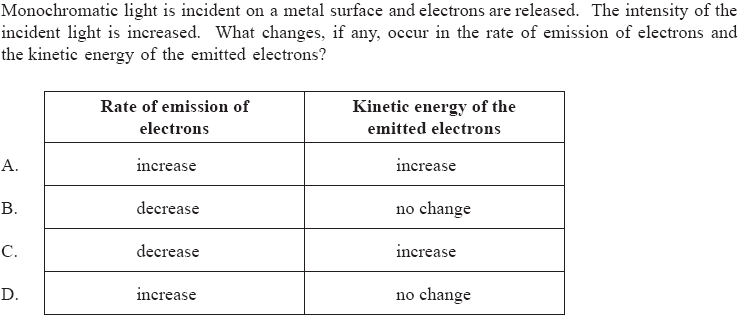 Monochromatic light is incident on a metal surface and electrons are released. The intensity of the
incident light is increased. What changes, if any, occur in the rate of emission of electrons and
the kinetic energy of the emitted electrons?
Rate of emission of electrons Kinetic energy of the emitted electrons
A. increase increase
B. decrease no change
C. decrease increase
D. increase no change